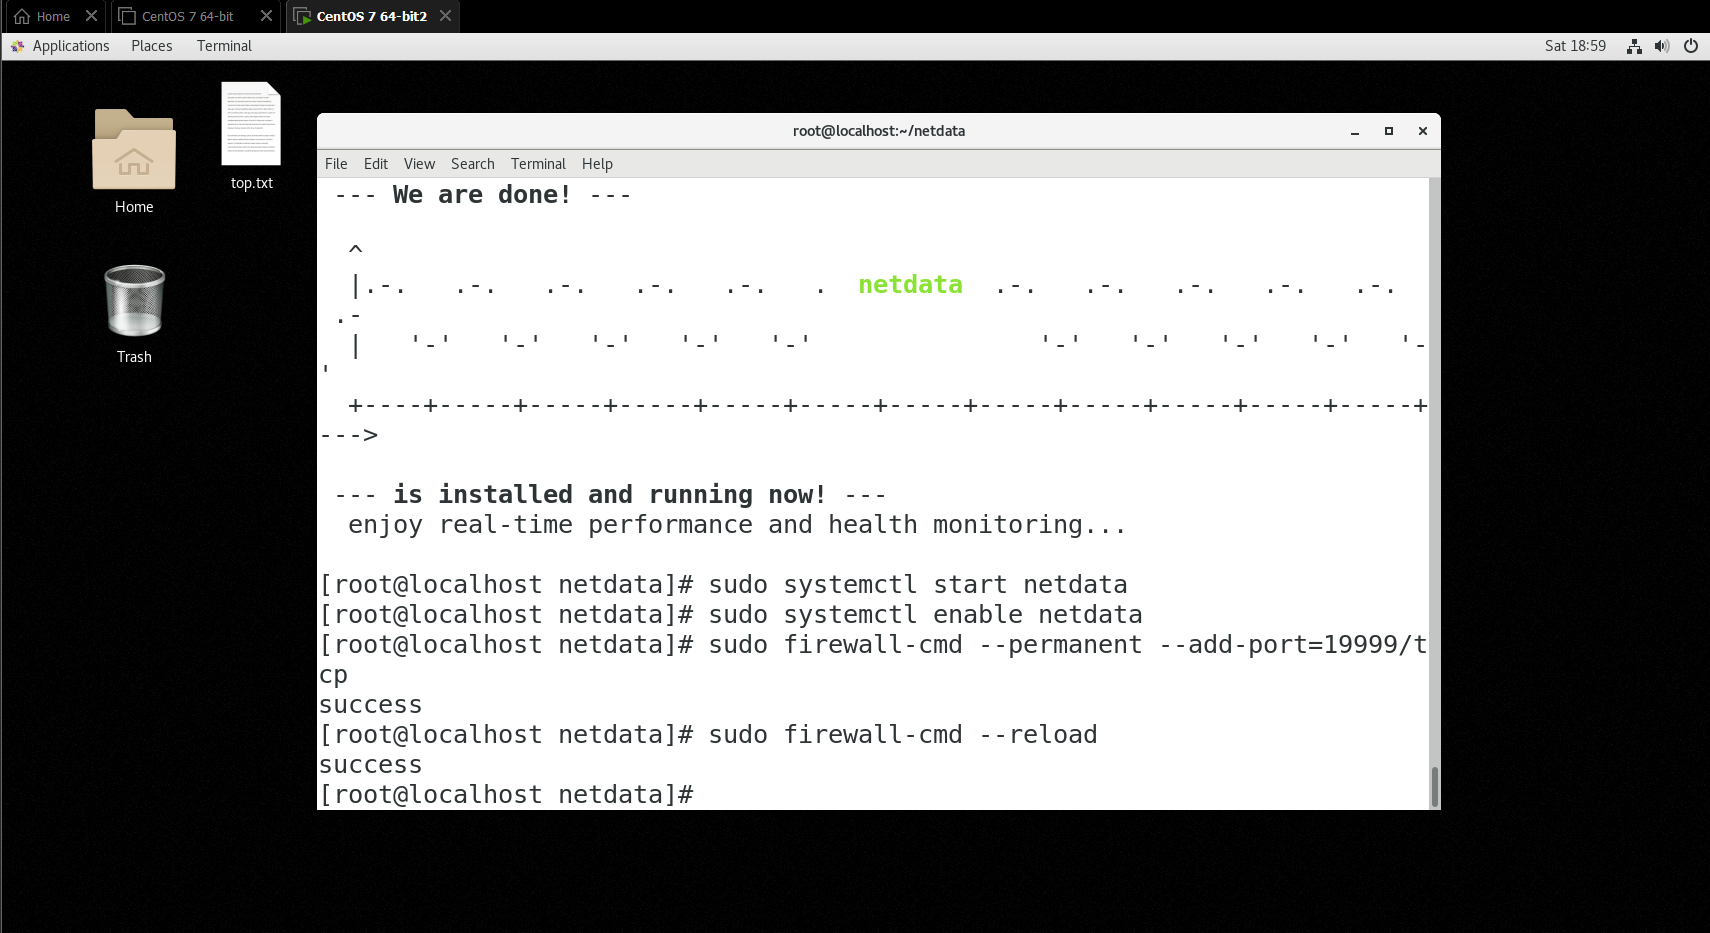 Home
CentOS 7 64-bit
CentOS 7 64-bit2
Applications Places Terminal Sat 18:59
top.txt
Home
Trash
root@localhost:~/netdata
File Edit View Search Terminal Help
--- We are done! ---
^
|.-.   .-.   .-.   .-.   .-.   .  netdata  .-.   .-.   .-.   .-.   .-.
.-
|   '-'   '-'   '-'   '-'   '-'               '-'   '-'   '-'   '-'   '-
'
+----+-----+-----+-----+-----+-----+-----+-----+-----+-----+-----+-----+
--->
--- is installed and running now! ---
enjoy real-time performance and health monitoring...
[root@localhost netdata]# sudo systemctl start netdata
[root@localhost netdata]# sudo systemctl enable netdata
[root@localhost netdata]# sudo firewall-cmd --permanent --add-port=19999/t
cp
success
[root@localhost netdata]# sudo firewall-cmd --reload
success
[root@localhost netdata]#